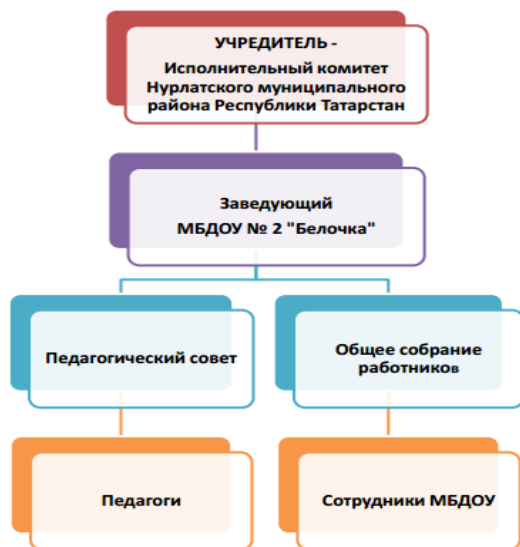 УЧРЕДИТЕЛЬ -
Исполнительный комитет
Нурлатского муниципального
района Республики Татарстан
Заведующий
МБДОУ № 2 "Белочка"
Педагогический совет
Общее собрание
работников
Педагоги
Сотрудники МБДОУ